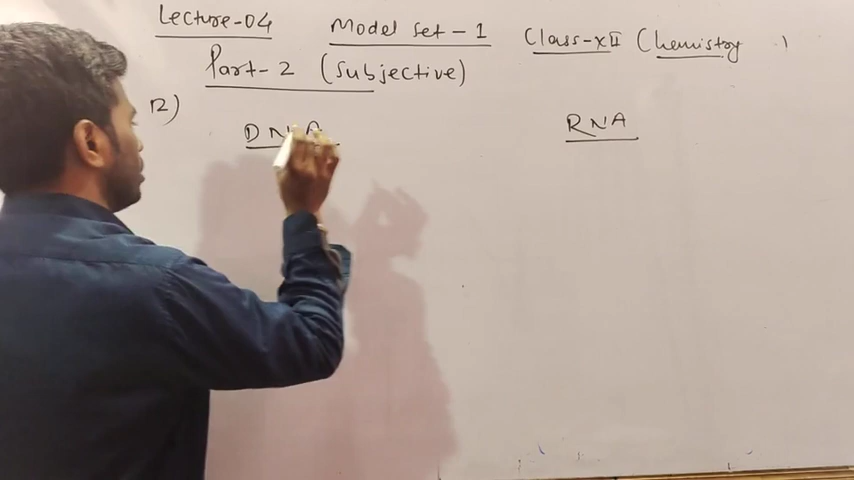 Lecture-04 Model Set - 1 Class-XII (Chemistry )
Part-2 (Subjective)
12)
DNA RNA